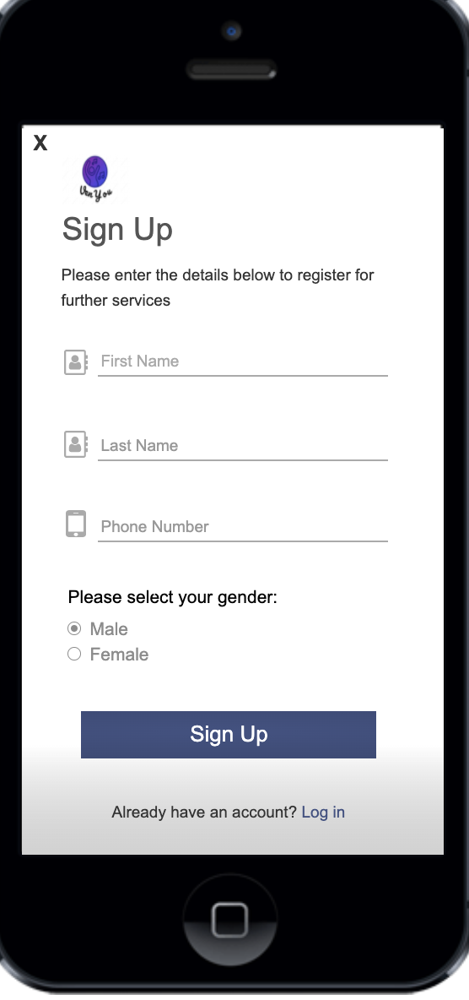 X
Ven You
Sign Up
Please enter the details below to register for
further services
First Name
Last Name
Phone Number
Please select your gender:
Male
Female
Sign Up
Already have an account? Log in